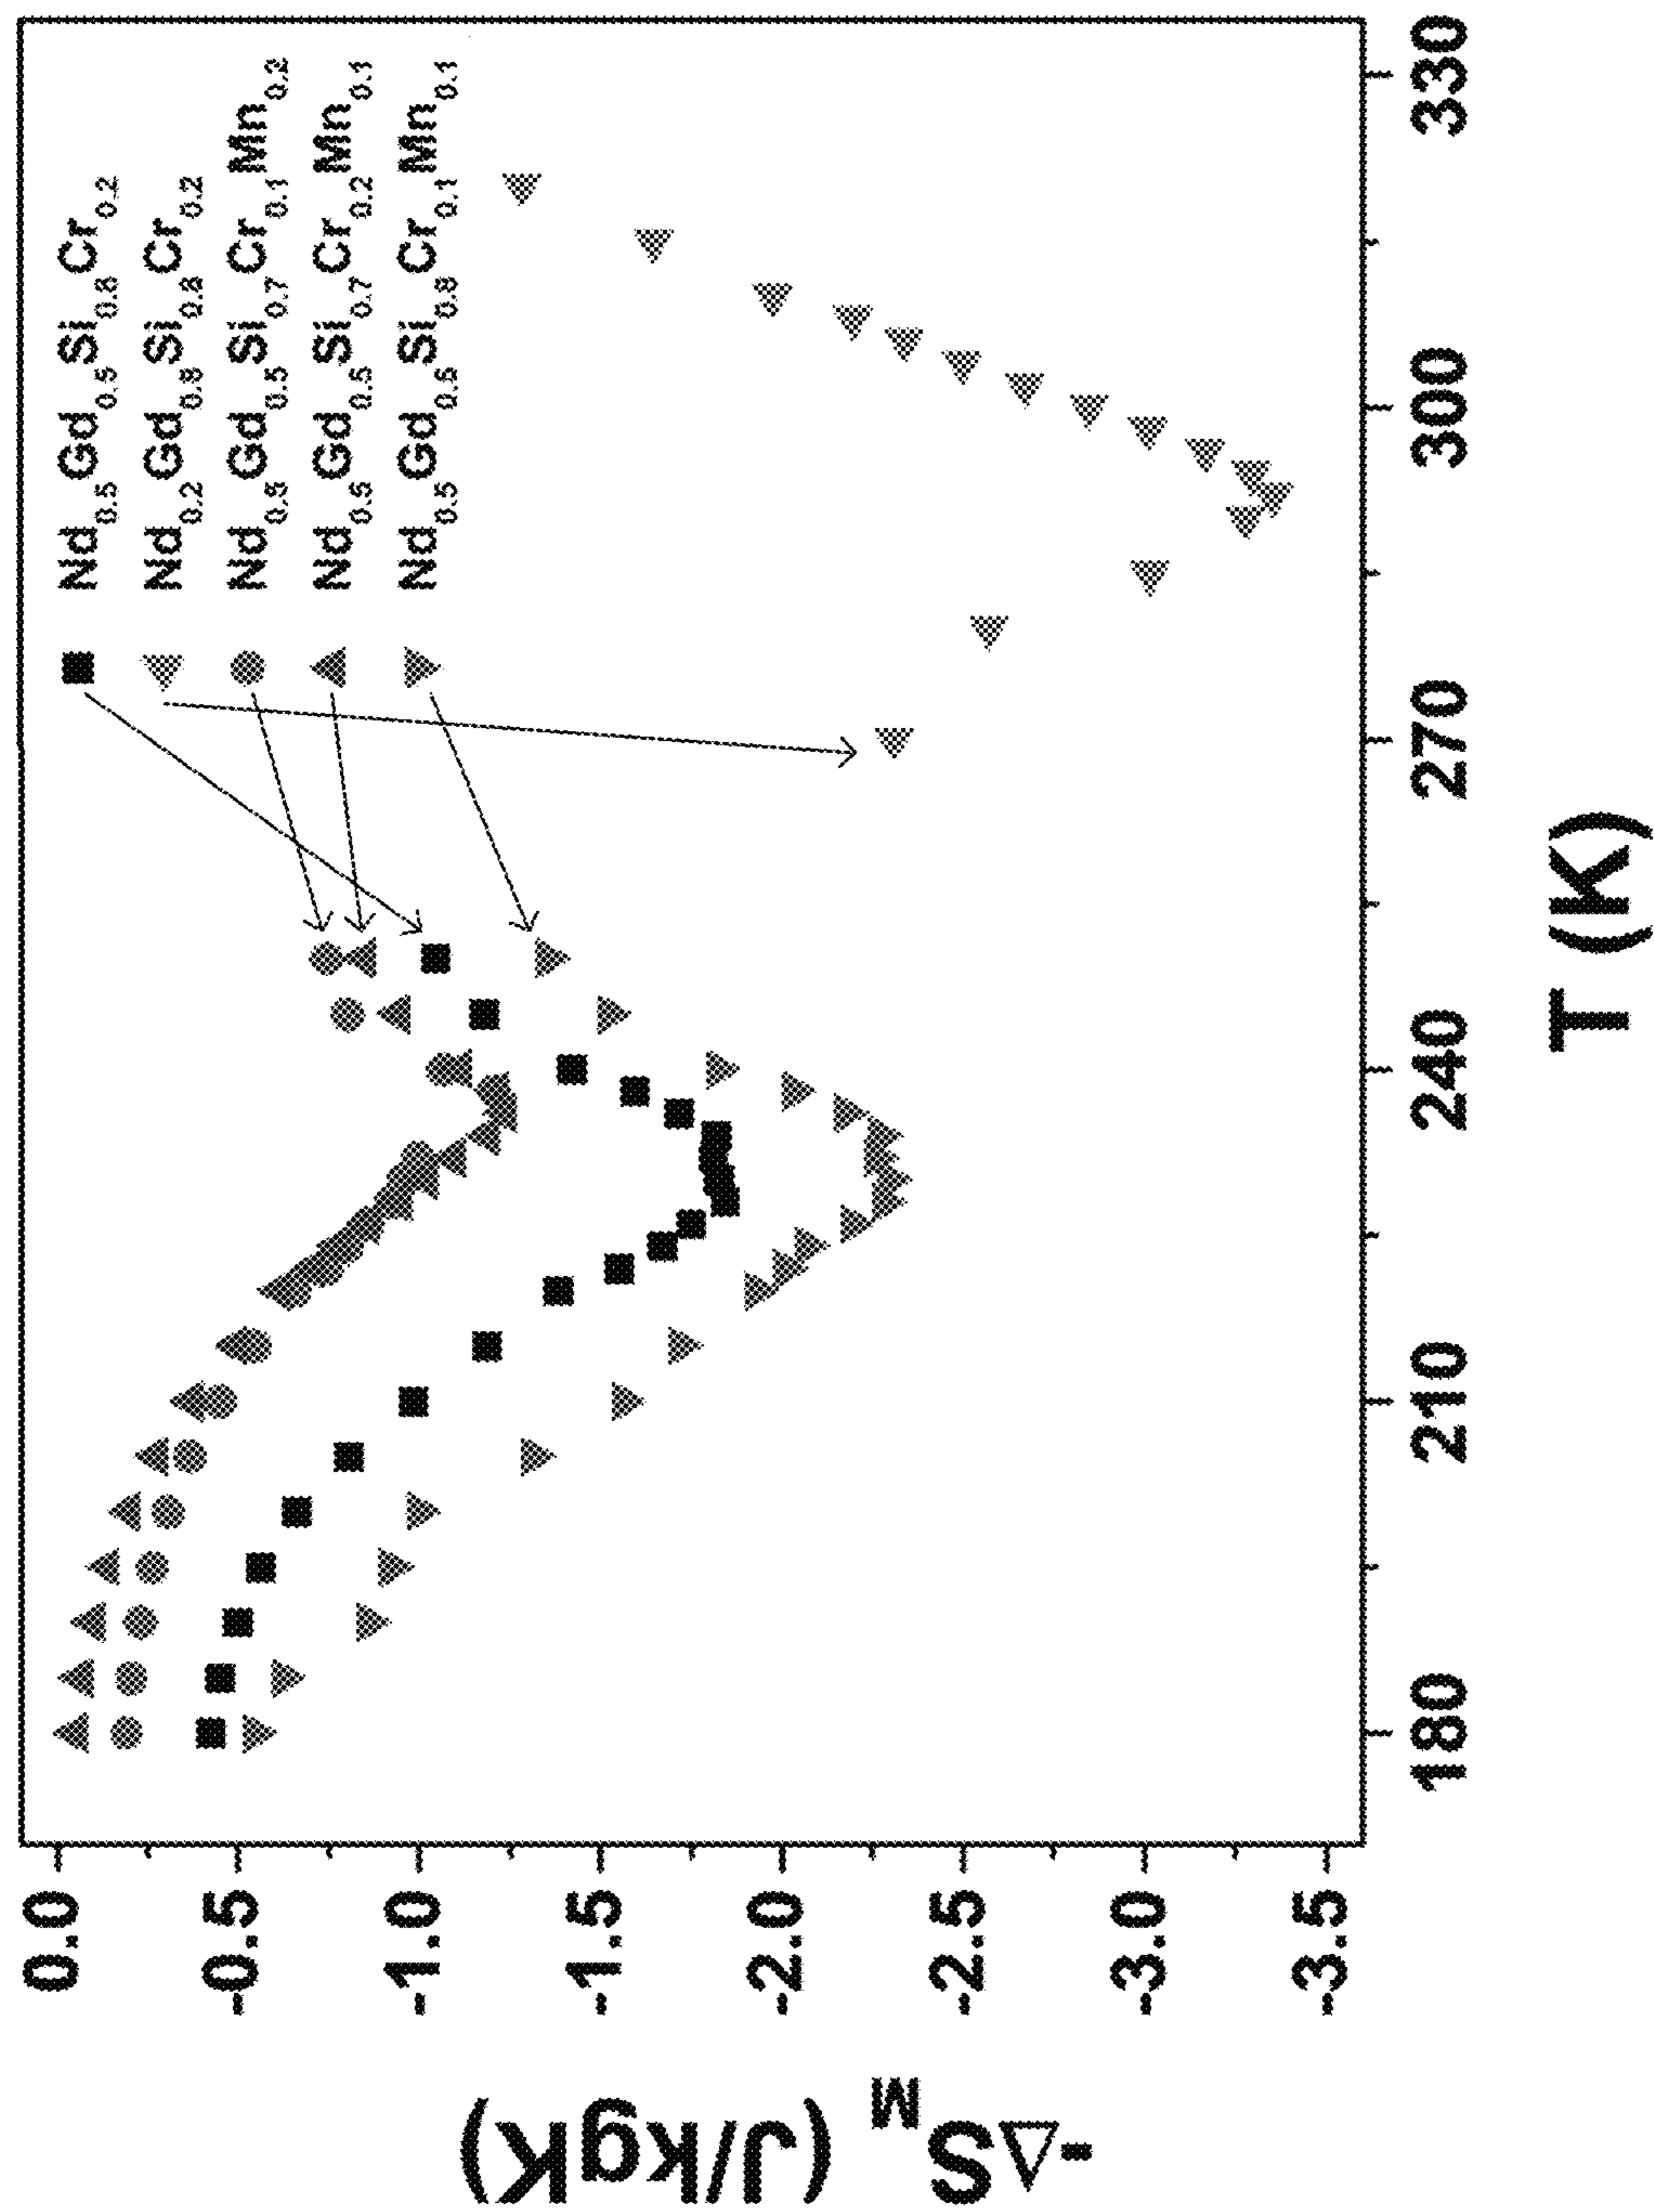 -ΔS_M (J/kgK)
0.0
-0.5
-1.0
-1.5
-2.0
-2.5
-3.0
-3.5
Nd₀.₅Gd₀.₅Si₀.₈Cr₀.₂
Nd₀.₂Gd₀.₈Si₀.₈Cr₀.₂
Nd₀.₅Gd₀.₅Si₀.₇Cr₀.₁Mn₀.₂
Nd₀.₅Gd₀.₅Si₀.₇Cr₀.₂Mn₀.₁
Nd₀.₅Gd₀.₅Si₀.₈Cr₀.₁Mn₀.₁
180 210 240 270 300 330
T (K)